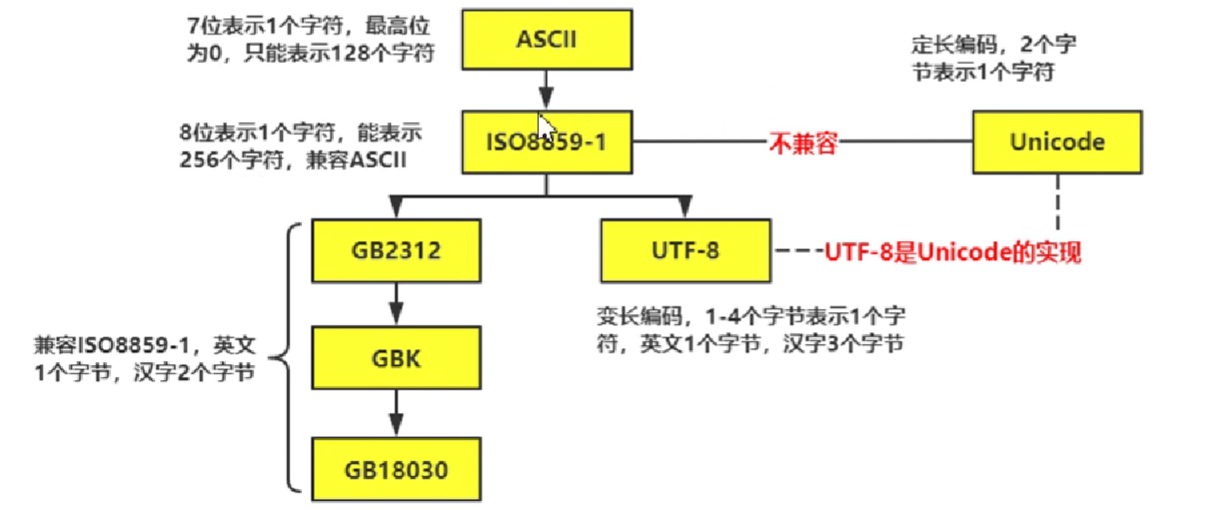 7位表示1个字符，最高位
为0，只能表示128个字符
ASCII
定长编码，2个字
节表示1个字符
8位表示1个字符，能表示
256个字符，兼容ASCII
ISO8859-1
不兼容
Unicode
GB2312
UTF-8
UTF-8是Unicode的实现
变长编码，1-4个字节表示1个字
符，英文1个字节，汉字3个字节
兼容ISO8859-1，英文
1个字节，汉字2个字节
GBK
GB18030